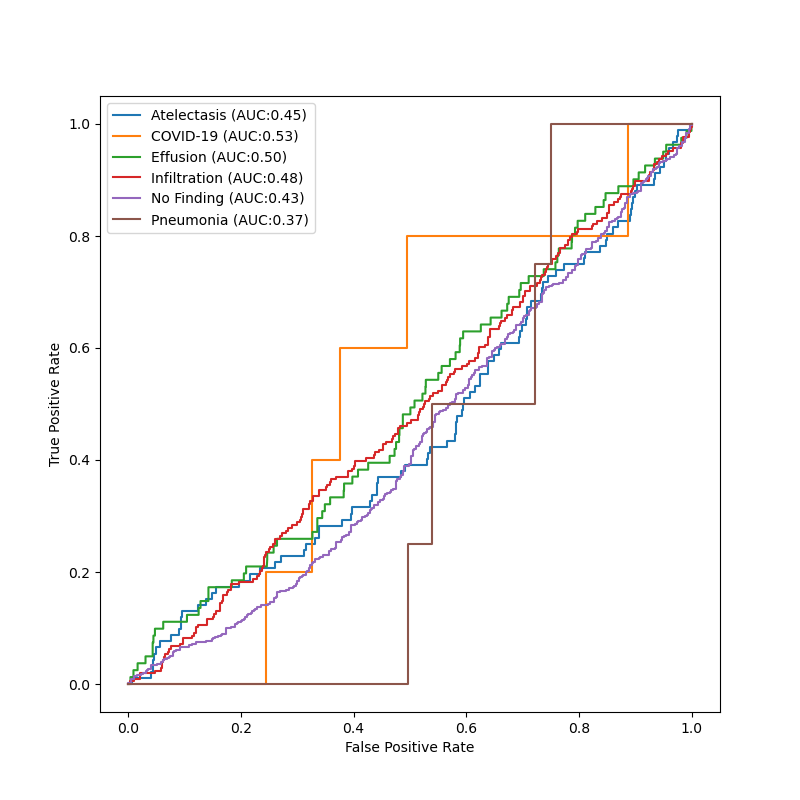 Atelectasis (AUC:0.45)
COVID-19 (AUC:0.53)
Effusion (AUC:0.50)
Infiltration (AUC:0.48)
No Finding (AUC:0.43)
Pneumonia (AUC:0.37)
1.0
0.8
0.6
0.4
0.2
0.0
True Positive Rate
0.0 0.2 0.4 0.6 0.8 1.0
False Positive Rate